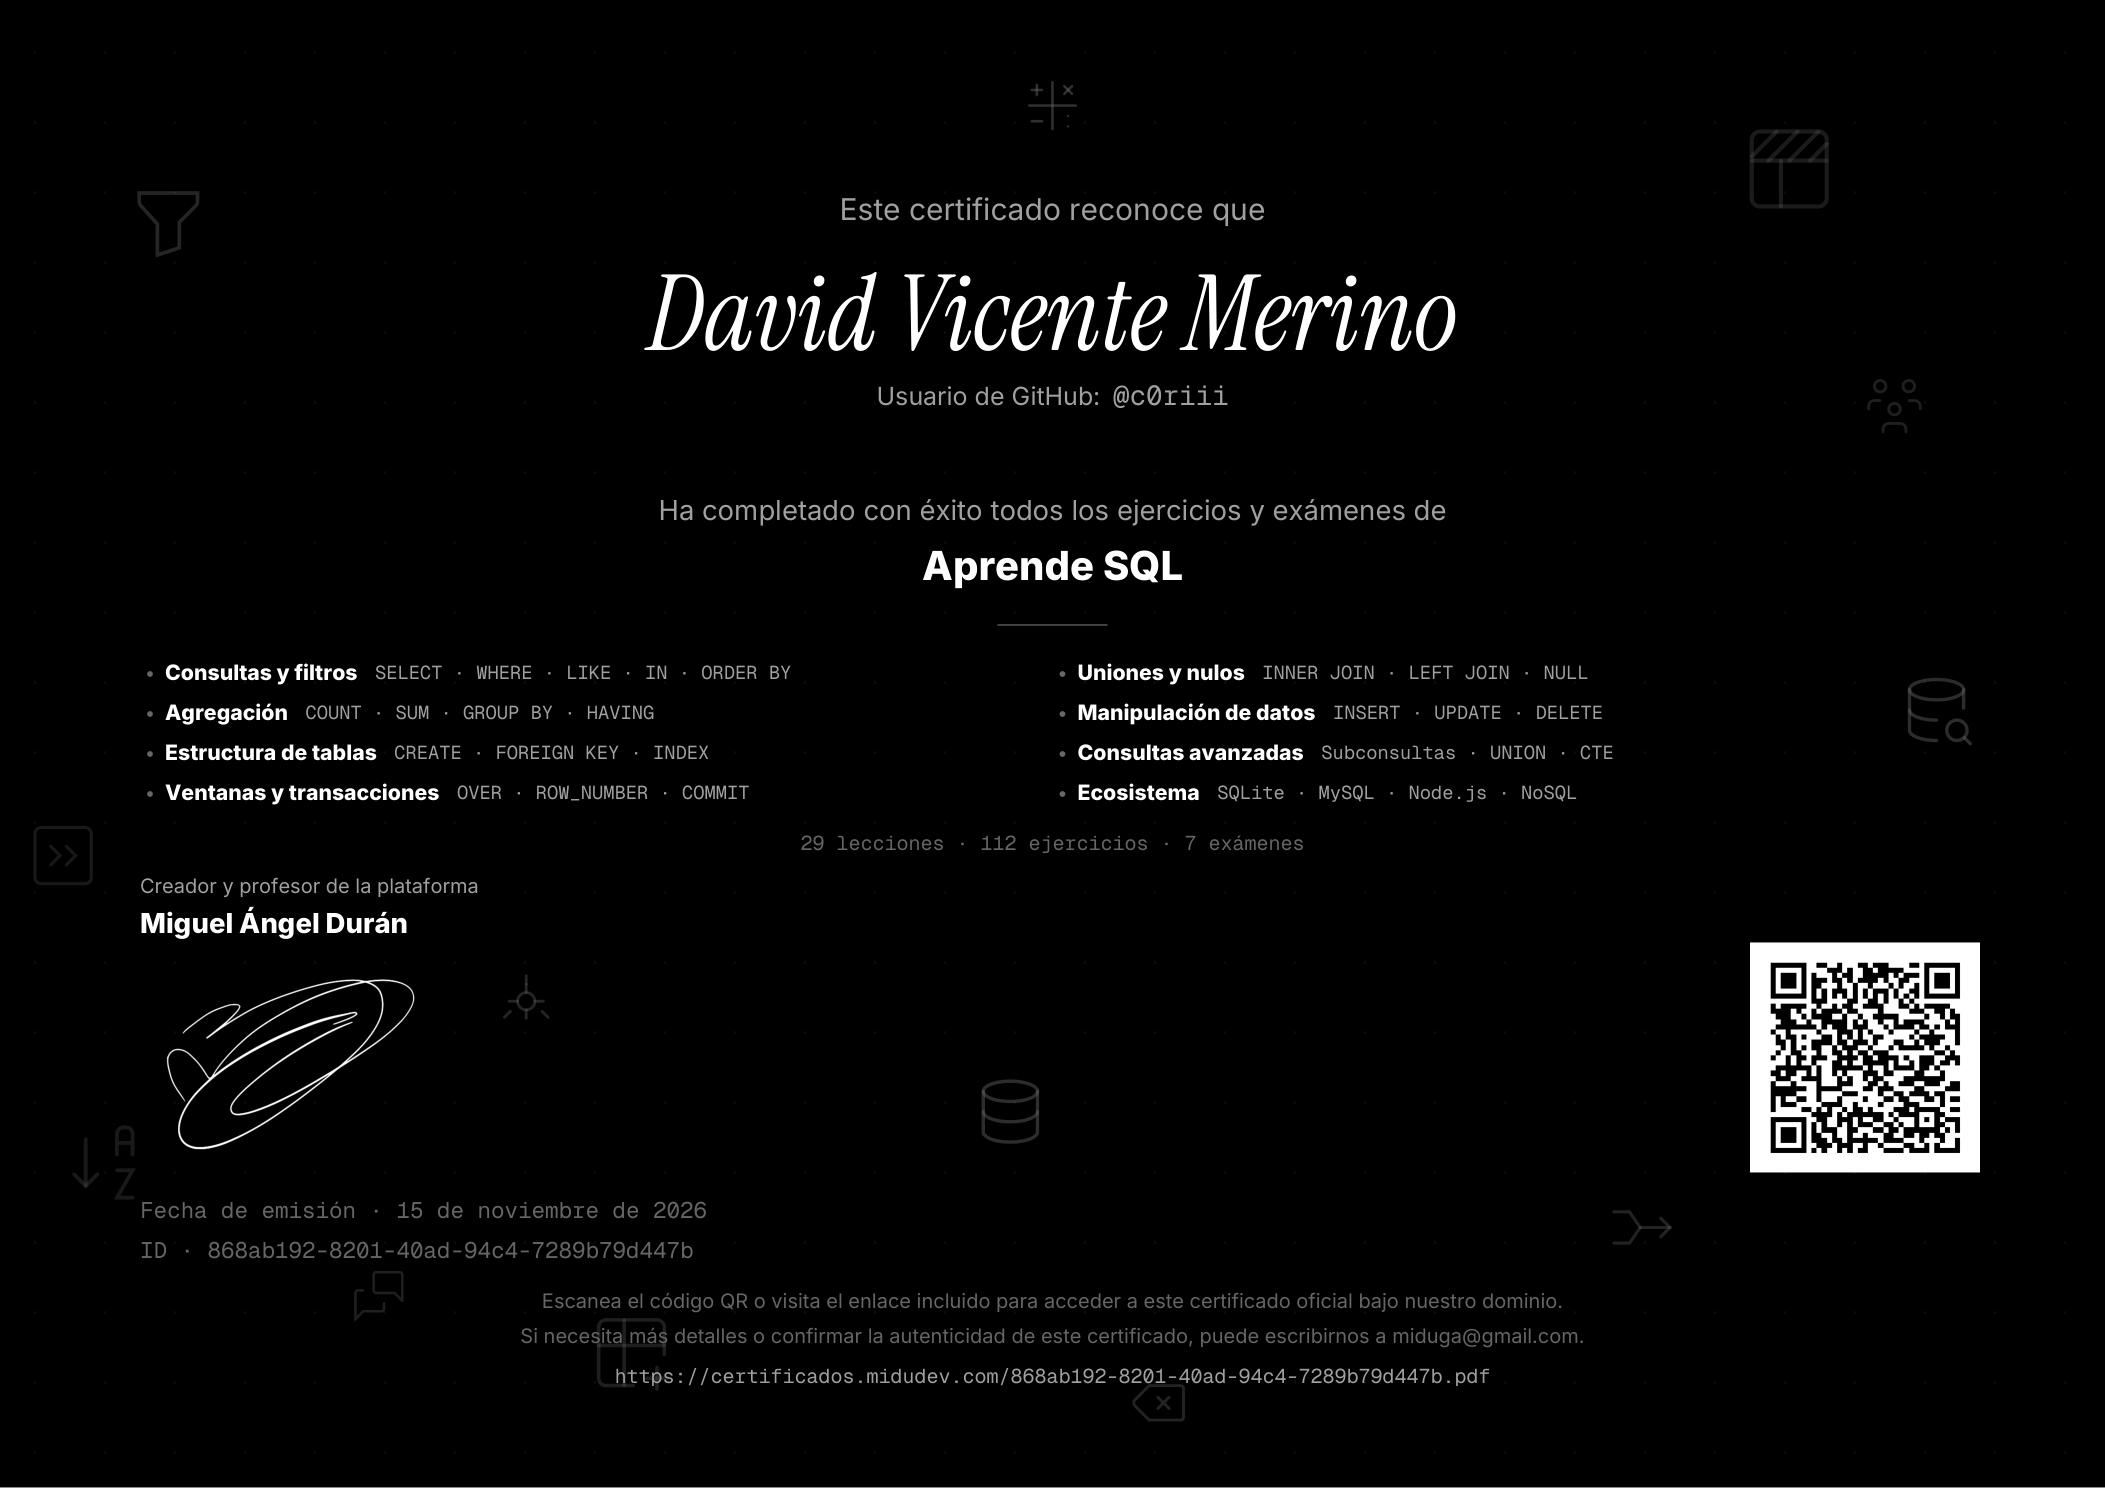 Este certificado reconoce que
David Vicente Merino
Usuario de GitHub: @c0riii
Ha completado con éxito todos los ejercicios y exámenes de
Aprende SQL
• Consultas y filtros SELECT · WHERE · LIKE · IN · ORDER BY
• Uniones y nulos INNER JOIN · LEFT JOIN · NULL
• Agregación COUNT · SUM · GROUP BY · HAVING
• Manipulación de datos INSERT · UPDATE · DELETE
• Estructura de tablas CREATE · FOREIGN KEY · INDEX
• Consultas avanzadas Subconsultas · UNION · CTE
• Ventanas y transacciones OVER · ROW_NUMBER · COMMIT
• Ecosistema SQLite · MySQL · Node.js · NoSQL
29 lecciones · 112 ejercicios · 7 exámenes
Creador y profesor de la plataforma
Miguel Ángel Durán
A
Z
Fecha de emisión · 15 de noviembre de 2026
ID · 868ab192-8201-40ad-94c4-7289b79d447b
Escanea el código QR o visita el enlace incluido para acceder a este certificado oficial bajo nuestro dominio.
Si necesita más detalles o confirmar la autenticidad de este certificado, puede escribirnos a miduga@gmail.com.
https://certificados.midudev.com/868ab192-8201-40ad-94c4-7289b79d447b.pdf